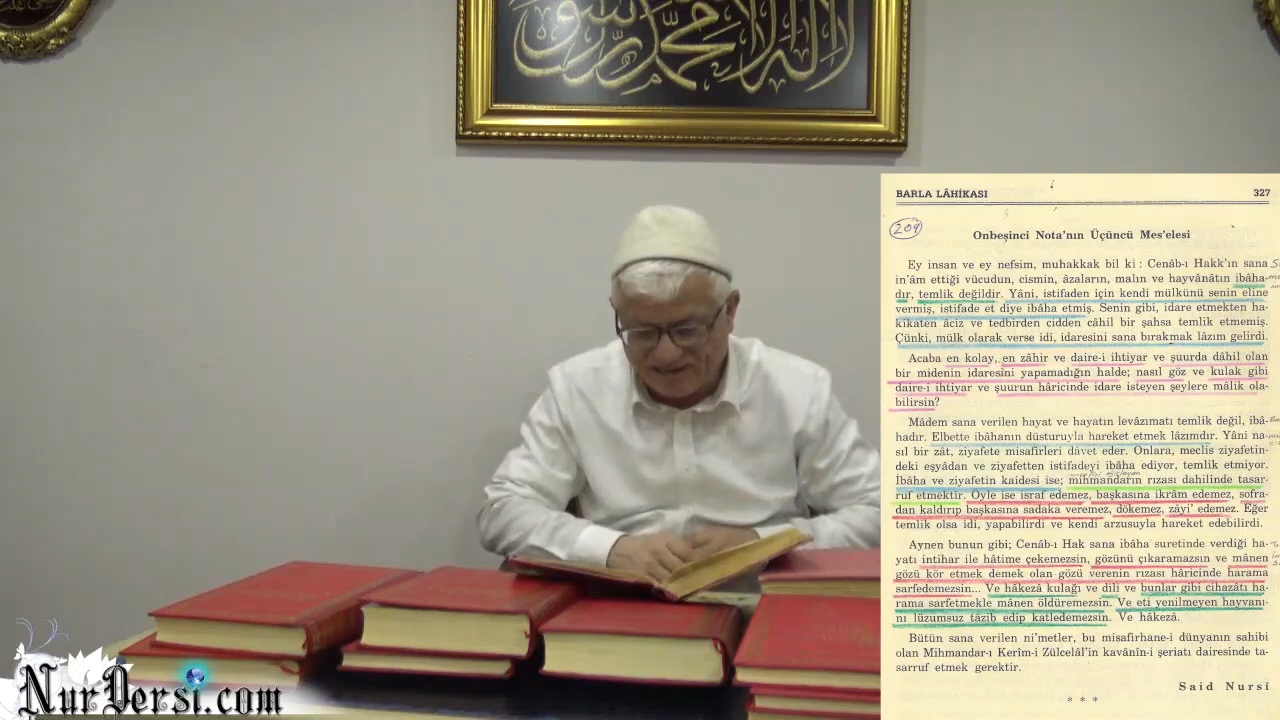 لا إله إلا الله محمد رسول الله
BARLA LÂHİKASI 327
209
Onbeşinci Nota'nın Üçüncü Mes'elesi
Ey insan ve ey nefsim, muhakkak bil ki : Cenâb-ı Hakk'ın sana
in'âm ettiği vücudun, cismin, âzaların, malın ve hayvânâtın ibâha-
dır, temlik değildir. Yâni, istifaden için kendi mülkünü senin eline
vermiş, istifade et diye ibâha etmiş. Senin gibi, idare etmekten ha-
kîkaten âciz ve tedbirden cidden câhil bir şahsa temlik etmemiş.
Çünki, mülk olarak verse idi, idaresini sana bırakmak lâzım gelirdi.
Acaba en kolay, en zâhir ve daire-i ihtiyar ve şuurda dâhil olan
bir midenin idaresini yapamadığın halde; nasıl göz ve kulak gibi
daire-i ihtiyar ve şuurun hâricinde idare isteyen şeylere mâlik ola-
bilirsin?
Mâdem sana verilen hayat ve hayatın levâzımatı temlik değil, ibâ-
hadır. Elbette ibâhanın düsturuyla hareket etmek lâzımdır. Yâni na-
sıl bir zât, ziyafete misafirleri dâvet eder. Onlara, meclis ziyafetin-
deki eşyâdan ve ziyafetten istifadeyi ibâha ediyor, temlik etmiyor.
İbâha ve ziyafetin kaidesi ise; mihmandarın rızası dahilinde tasar-
ruf etmektir. Öyle ise israf edemez, başkasına ikrâm edemez, sofra-
dan kaldırıp başkasına sadaka veremez, dökemez, zâyi' edemez. Eğer
temlik olsa idi, yapabilirdi ve kendi arzusuyla hareket edebilirdi.
Aynen bunun gibi; Cenâb-ı Hak sana ibâha suretinde verdiği ha-
yatı intihar ile hâtime çekemezsin, gözünü çıkaramazsın ve mânen
gözü kör etmek demek olan gözü verenin rızası hâricinde harama
sarfedemezsin... Ve hâkezâ kulağı ve dili ve bunlar gibi cihazâtı ha-
rama sarfetmekle mânen öldüremezsin. Ve eti yenilmeyen hayvanı-
nı lüzumsuz tâzib edip katledemezsin. Ve hâkezâ.
Bütün sana verilen ni'metler, bu misafirhane-i dünyanın sahibi
olan Mihmandar-ı Kerîm-i Zülcelâl'in kavânîn-i şeriatı dairesinde ta-
sarruf etmek gerektir.
Said Nursî
* * *
NurDersi.com